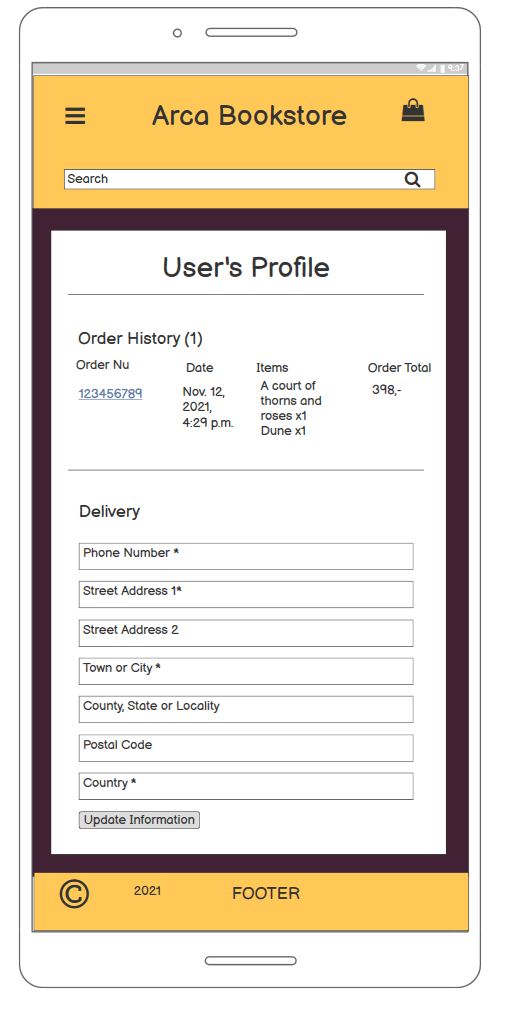 9:57
Arca Bookstore
Search
User's Profile
Order History (1)
Order Nu Date Items Order Total
123456789
Nov. 12,
2021,
4:29 p.m.
A court of
thorns and
roses x1
Dune x1
398,-
Delivery
Phone Number *
Street Address 1*
Street Address 2
Town or City *
County, State or Locality
Postal Code
Country *
Update Information
© 2021 FOOTER